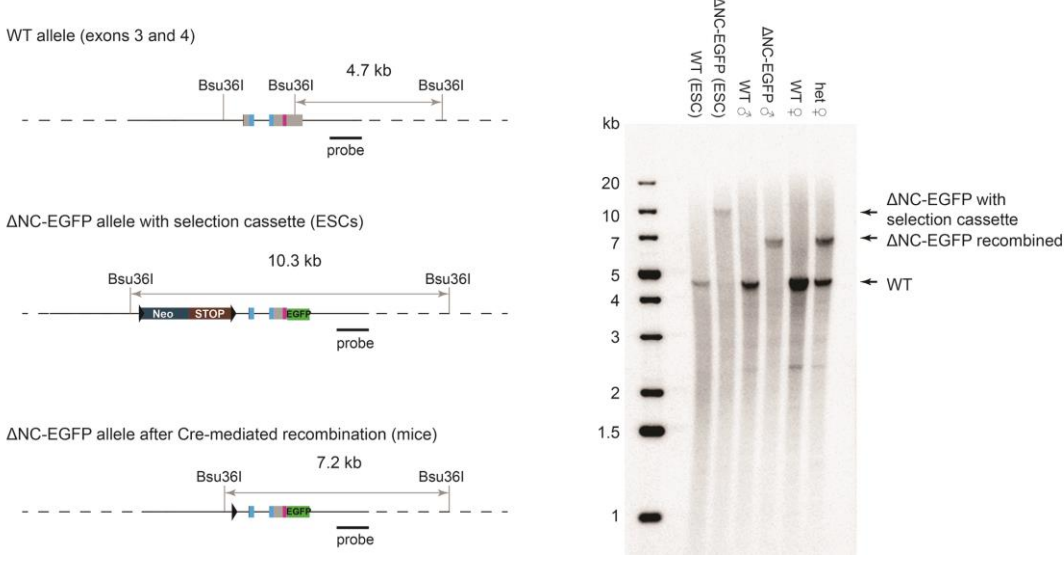 WT allele (exons 3 and 4)
4.7 kb
Bsu36I Bsu36I Bsu36I
probe
ΔNC-EGFP allele with selection cassette (ESCs)
10.3 kb
Bsu36I Bsu36I
Neo STOP EGFP
probe
ΔNC-EGFP allele after Cre-mediated recombination (mice)
7.2 kb
Bsu36I Bsu36I
EGFP
probe
WT (ESC)
ΔNC-EGFP (ESC)
WT ♂
ΔNC-EGFP ♂
WT ♀
het ♀
kb
20
10
7
5
4
3
2
1.5
1
ΔNC-EGFP with
selection cassette
ΔNC-EGFP recombined
WT